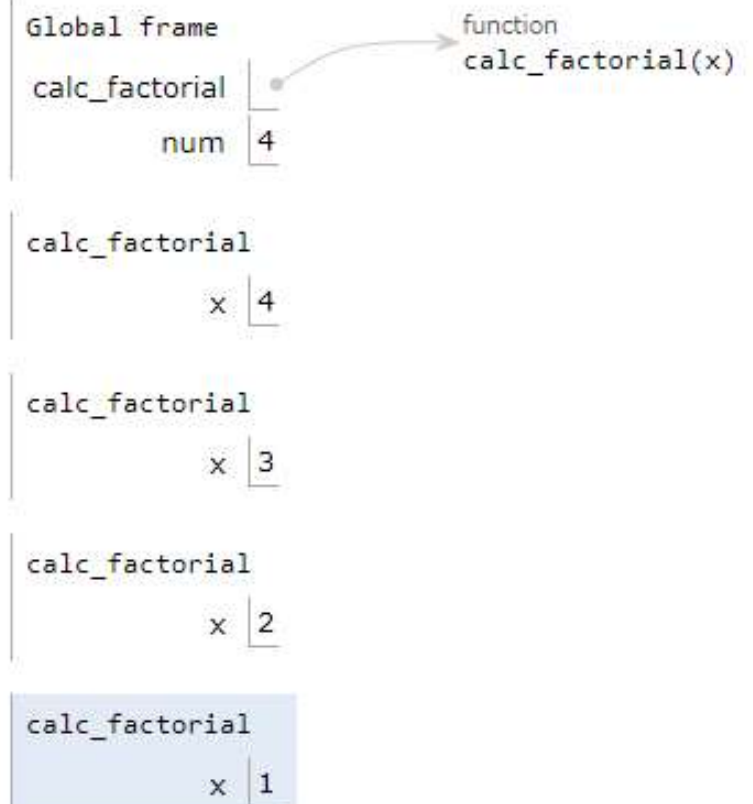 Global frame
function
calc_factorial(x)
calc_factorial
num 4
calc_factorial
x 4
calc_factorial
x 3
calc_factorial
x 2
calc_factorial
x 1